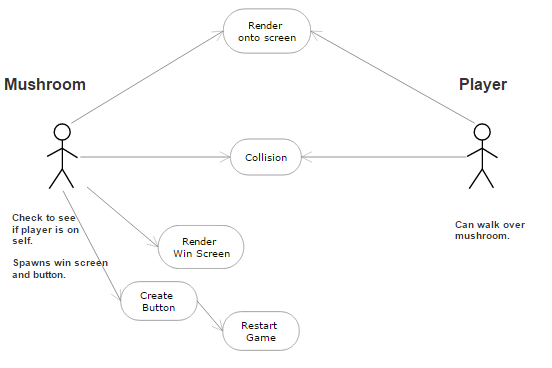 Render
onto screen
Mushroom
Player
Collision
Check to see
if player is on
self.
Spawns win screen
and button.
Can walk over
mushroom.
Render
Win Screen
Create
Button
Restart
Game